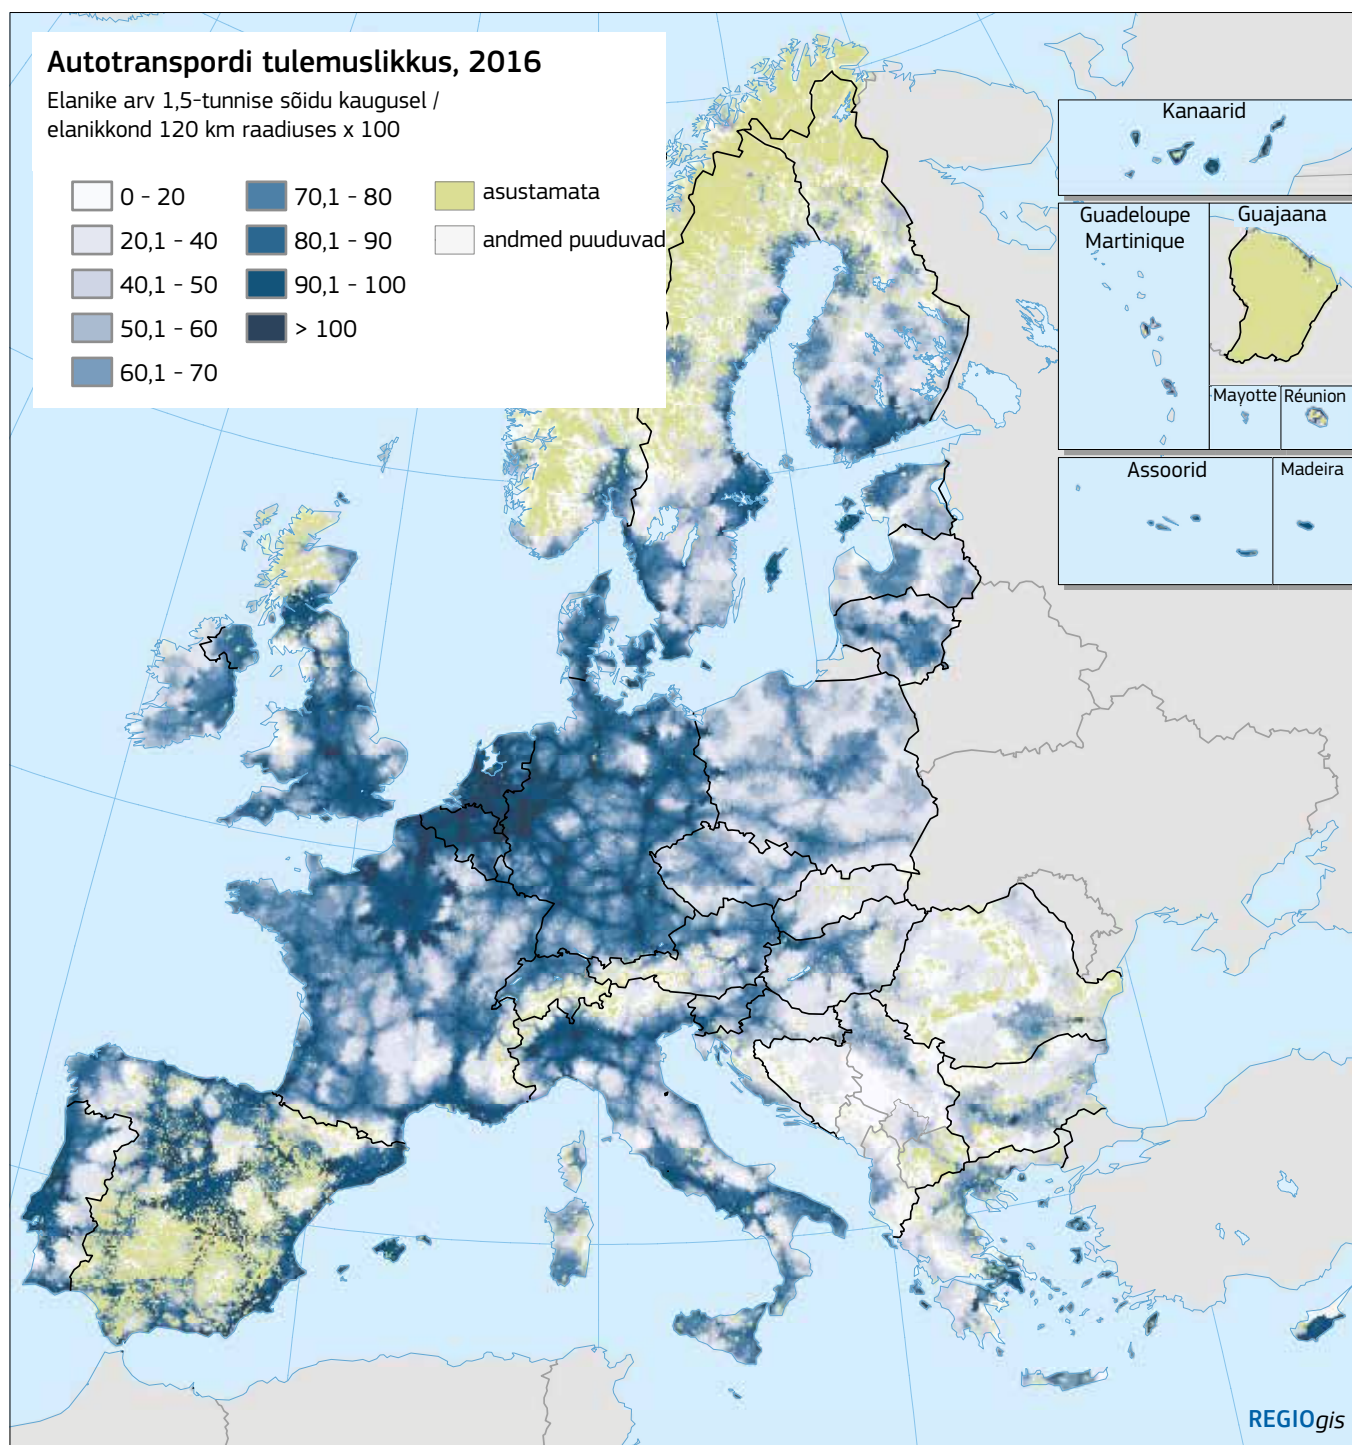 Autotranspordi tulemuslikkus, 2016
Elanike arv 1,5-tunnise sõidu kaugusel /
elanikkond 120 km raadiuses x 100
0 - 20
20,1 - 40
40,1 - 50
50,1 - 60
60,1 - 70
70,1 - 80
80,1 - 90
90,1 - 100
> 100
asustamata
andmed puuduvad
Kanaarid
Guadeloupe
Martinique
Guajaana
Mayotte
Réunion
Assoorid
Madeira
REGIOgis